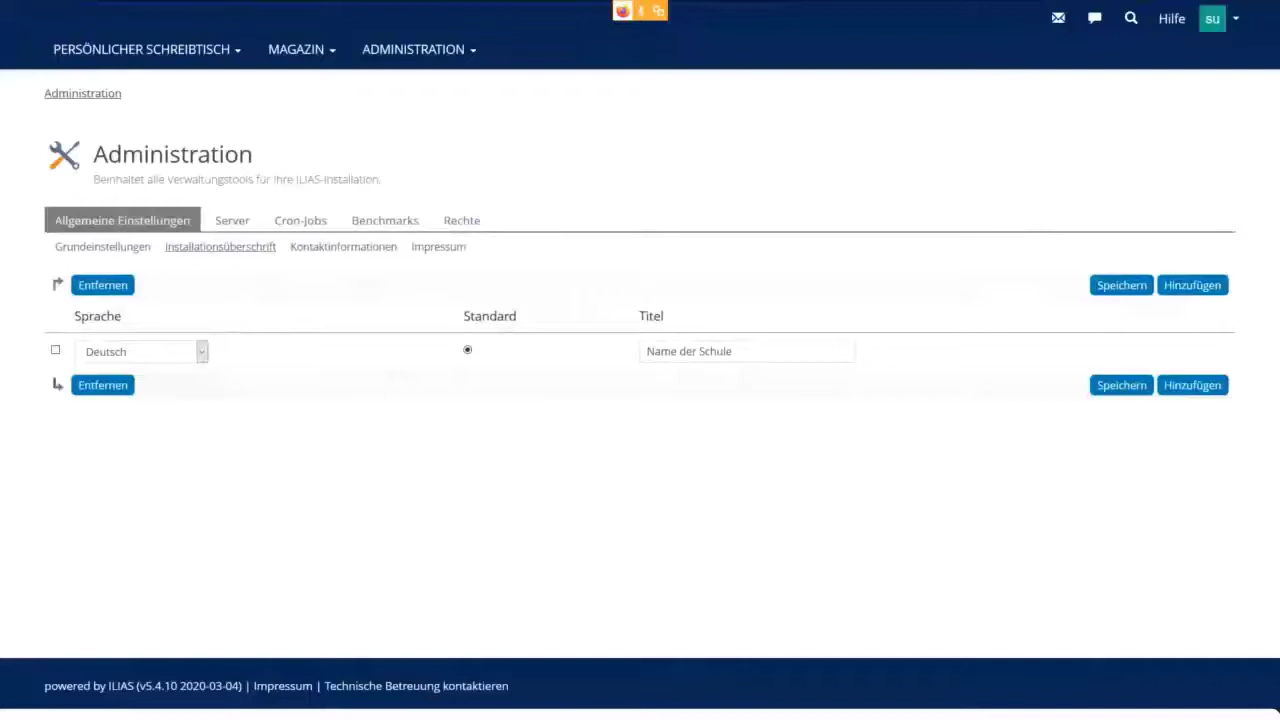 Hilfe su
PERSÖNLICHER SCHREIBTISCH MAGAZIN ADMINISTRATION
Administration
Administration
Beinhaltet alle Verwaltungstools für Ihre ILIAS-Installation.
Allgemeine Einstellungen Server Cron-Jobs Benchmarks Rechte
Grundeinstellungen Installationsüberschrift Kontaktinformationen Impressum
Entfernen Speichern Hinzufügen
Sprache Standard Titel
Deutsch Name der Schule
Entfernen Speichern Hinzufügen
powered by ILIAS (v5.4.10 2020-03-04) | Impressum | Technische Betreuung kontaktieren